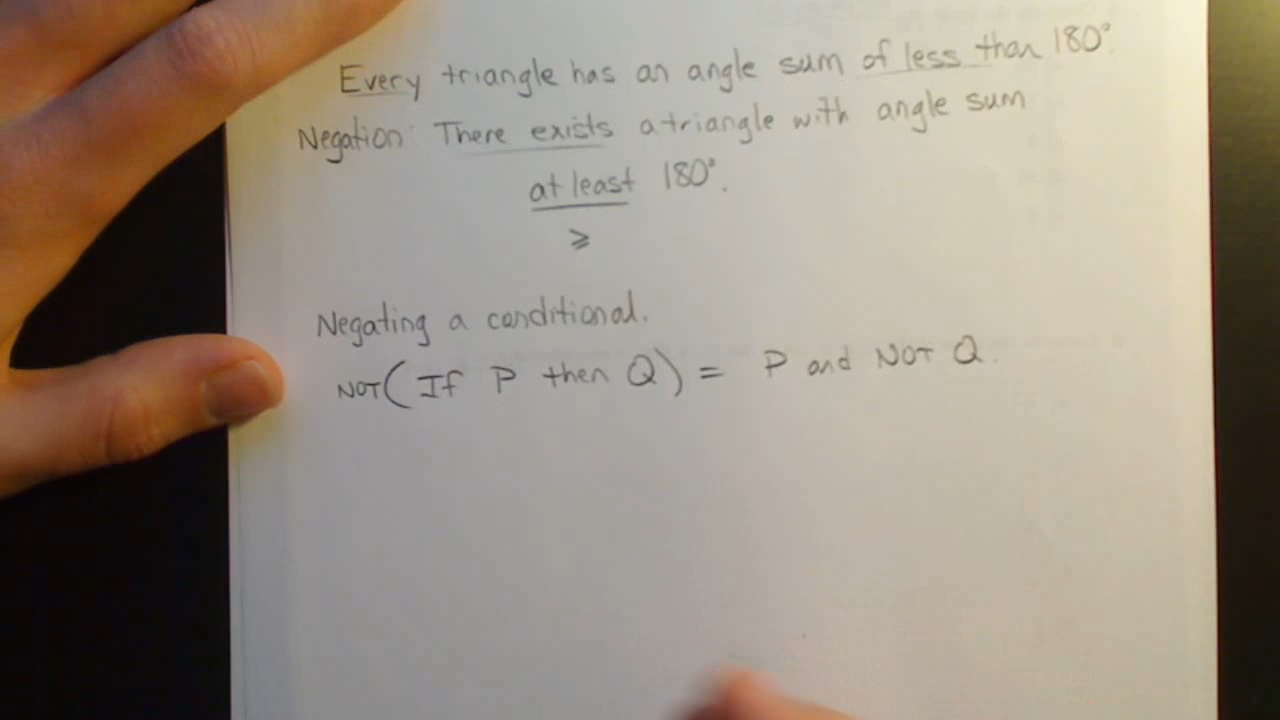 Every triangle has an angle sum of less than 180°.
Negation: There exists a triangle with angle sum
at least 180°.
≥
Negating a conditional.
NOT (If P then Q) = P and NOT Q.